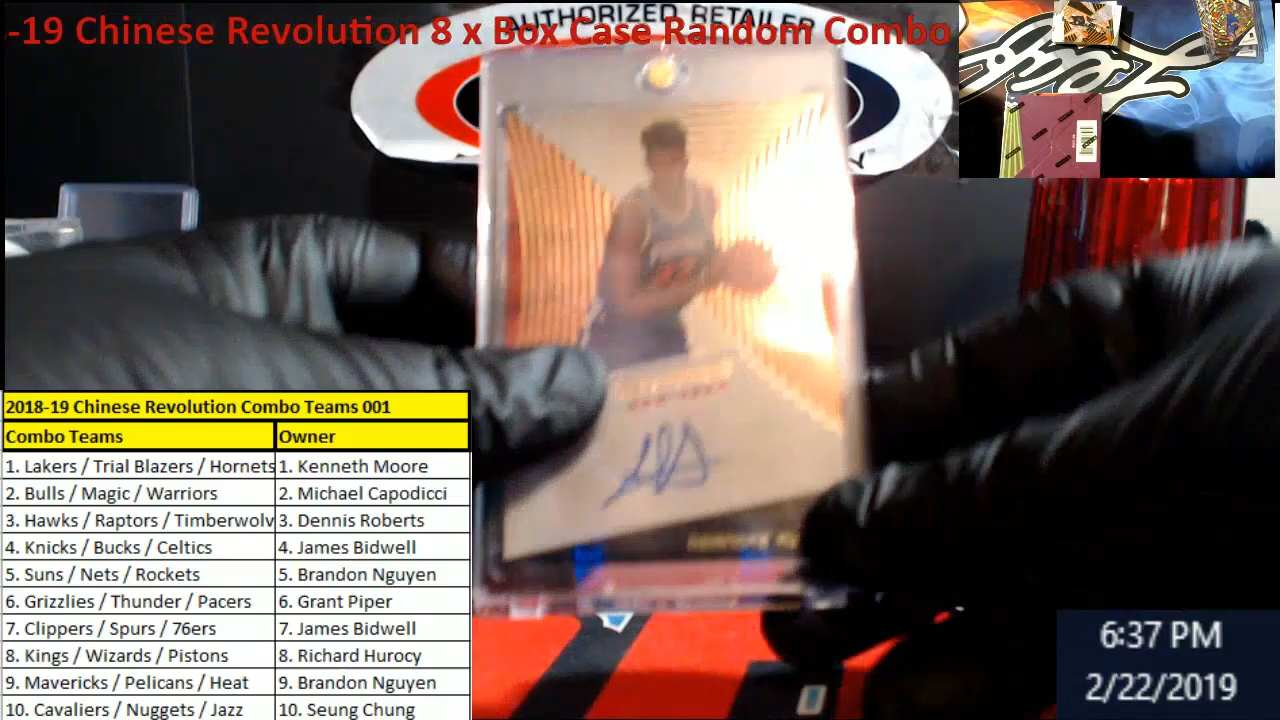 -19 Chinese Revolution 8 x Box Case Random Combo
AUTHORIZED RETAILER
2018-19 Chinese Revolution Combo Teams 001
Combo Teams Owner
1. Lakers / Trial Blazers / Hornets 1. Kenneth Moore
2. Bulls / Magic / Warriors 2. Michael Capodicci
3. Hawks / Raptors / Timberwolv 3. Dennis Roberts
4. Knicks / Bucks / Celtics 4. James Bidwell
5. Suns / Nets / Rockets 5. Brandon Nguyen
6. Grizzlies / Thunder / Pacers 6. Grant Piper
7. Clippers / Spurs / 76ers 7. James Bidwell
8. Kings / Wizards / Pistons 8. Richard Hurocy
9. Mavericks / Pelicans / Heat 9. Brandon Nguyen
10. Cavaliers / Nuggets / Jazz 10. Seung Chung
6:37 PM
2/22/2019